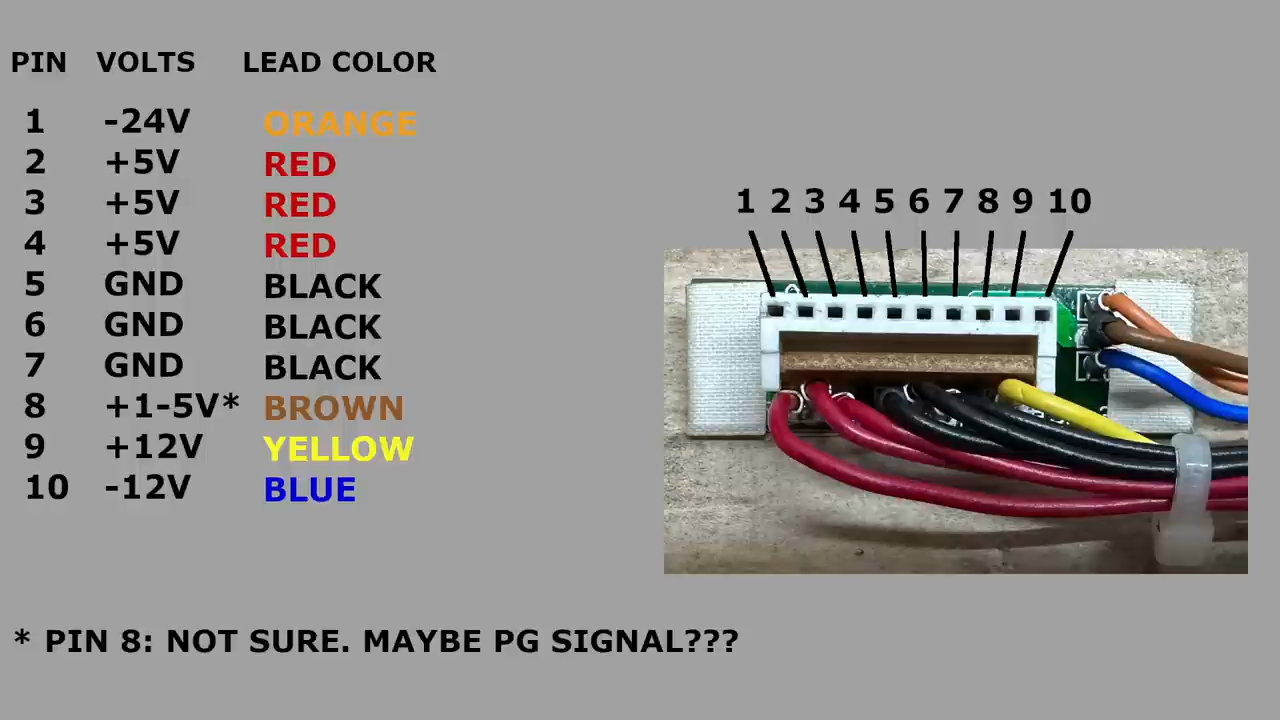 PIN VOLTS LEAD COLOR
1 -24V ORANGE
2 +5V RED
3 +5V RED
4 +5V RED
5 GND BLACK
6 GND BLACK
7 GND BLACK
8 +1-5V* BROWN
9 +12V YELLOW
10 -12V BLUE
1 2 3 4 5 6 7 8 9 10
* PIN 8: NOT SURE. MAYBE PG SIGNAL???